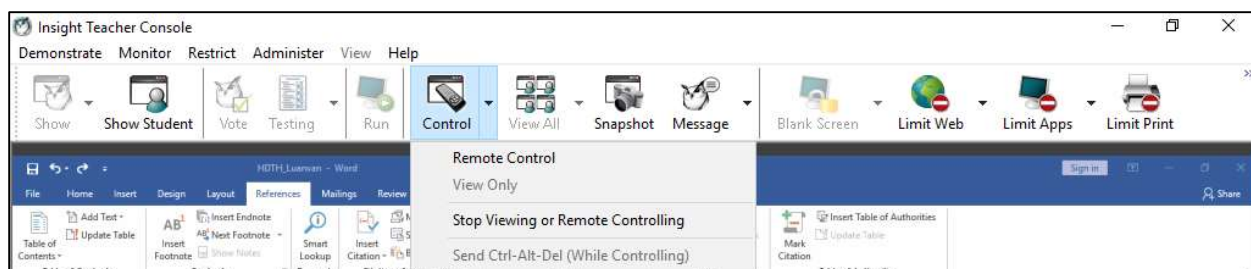 Insight Teacher Console
Demonstrate Monitor Restrict Administer View Help
Show Show Student Vote Testing Run Control View All Snapshot Message Blank Screen Limit Web Limit Apps Limit Print
Remote Control
View Only
Stop Viewing or Remote Controlling
Send Ctrl-Alt-Del (While Controlling)
HDTH_Luanvan - Word
Sign in
File Home Insert Design Layout References Mailings Review
Share
Add Text
Update Table
Table of
Contents
AB
Insert
Footnote
Insert Endnote
Next Footnote
Show Notes
Smart
Lookup
Insert
Citation
Mark
Citation
Insert Table of Authorities
Update Table